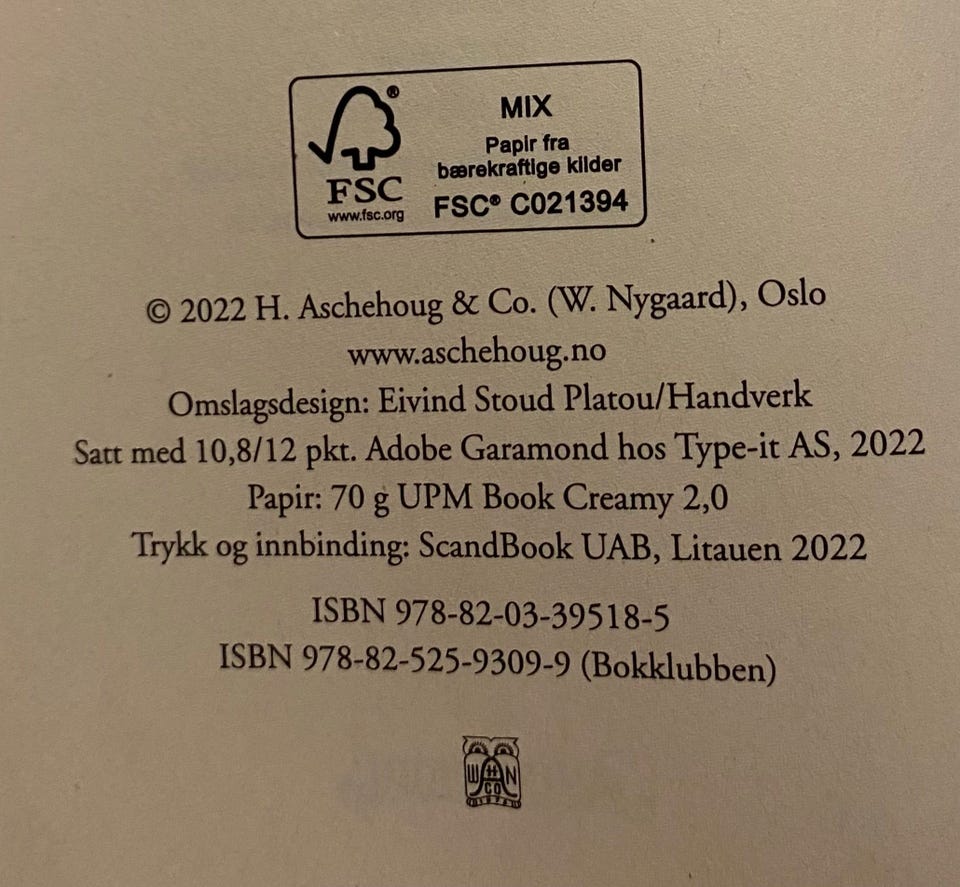 MIX
Papir fra
bærekraftige kilder
FSC® C021394
®
FSC
www.fsc.org
© 2022 H. Aschehoug & Co. (W. Nygaard), Oslo
www.aschehoug.no
Omslagsdesign: Eivind Stoud Platou/Handverk
Satt med 10,8/12 pkt. Adobe Garamond hos Type-it AS, 2022
Papir: 70 g UPM Book Creamy 2,0
Trykk og innbinding: ScandBook UAB, Litauen 2022
ISBN 978-82-03-39518-5
ISBN 978-82-525-9309-9 (Bokklubben)
W H N
CO